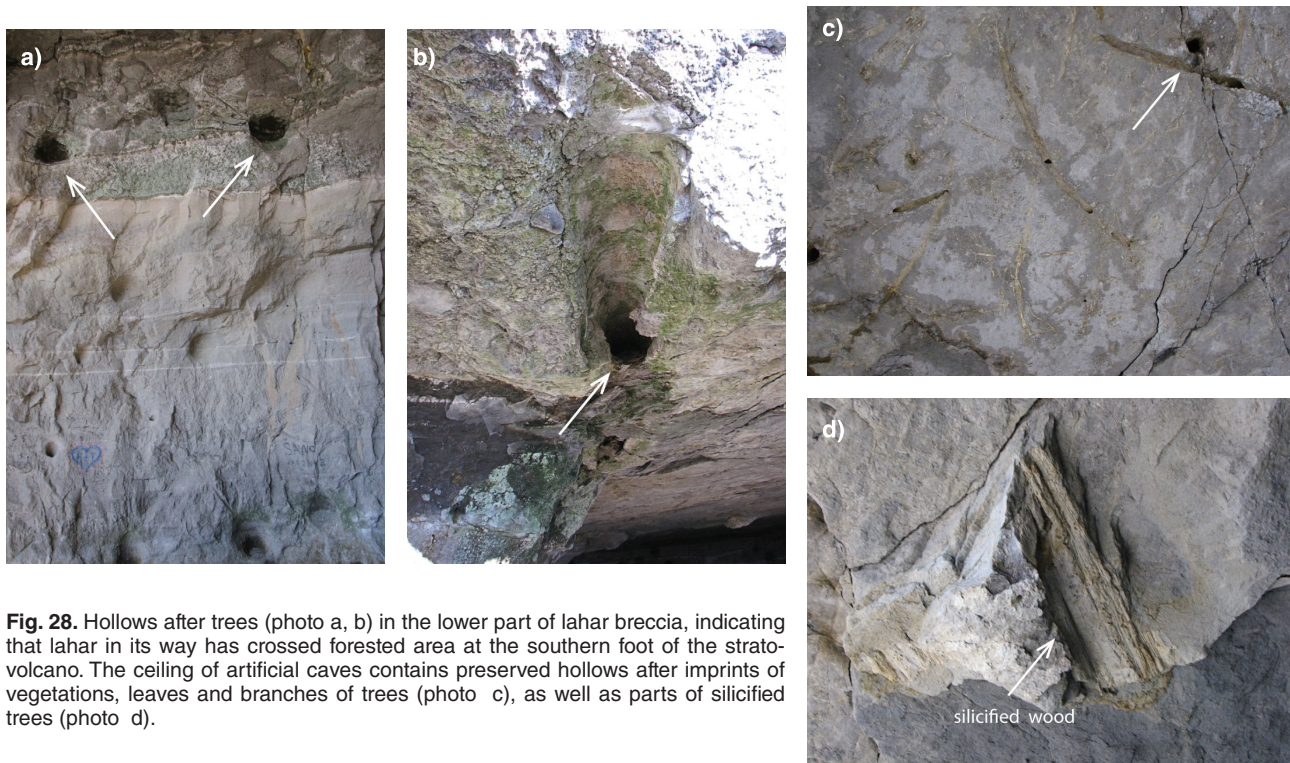 a)
b)
c)
d)
silicified wood
Fig. 28. Hollows after trees (photo a, b) in the lower part of lahar breccia, indicating
that lahar in its way has crossed forested area at the southern foot of the strato-
volcano. The ceiling of artificial caves contains preserved hollows after imprints of
vegetations, leaves and branches of trees (photo c), as well as parts of silicified
trees (photo d).